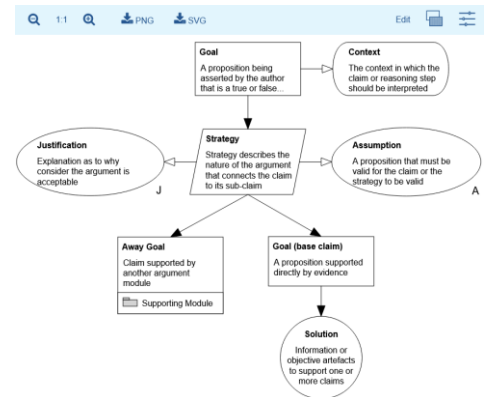 1:1 PNG SVG Edit
Goal
A proposition being
asserted by the author
that is a true or false...
Context
The context in which the
claim or reasoning step
should be interpreted
Justification
Explanation as to why
consider the argument is
acceptable
J
Strategy
Strategy describes the
nature of the argument
that connects the claim
to its sub-claim
Assumption
A proposition that must be
valid for the claim or the
strategy to be valid
A
Away Goal
Claim supported by
another argument
module
Supporting Module
Goal (base claim)
A proposition supported
directly by evidence
Solution
Information or
objective artefacts
to support one or
more claims